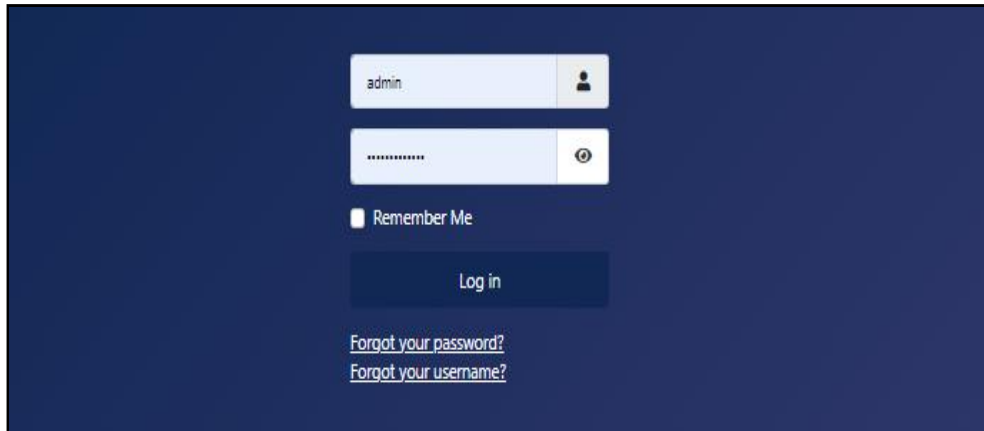 admin
•••••••••••••
Remember Me
Log in
Forgot your password?
Forgot your username?